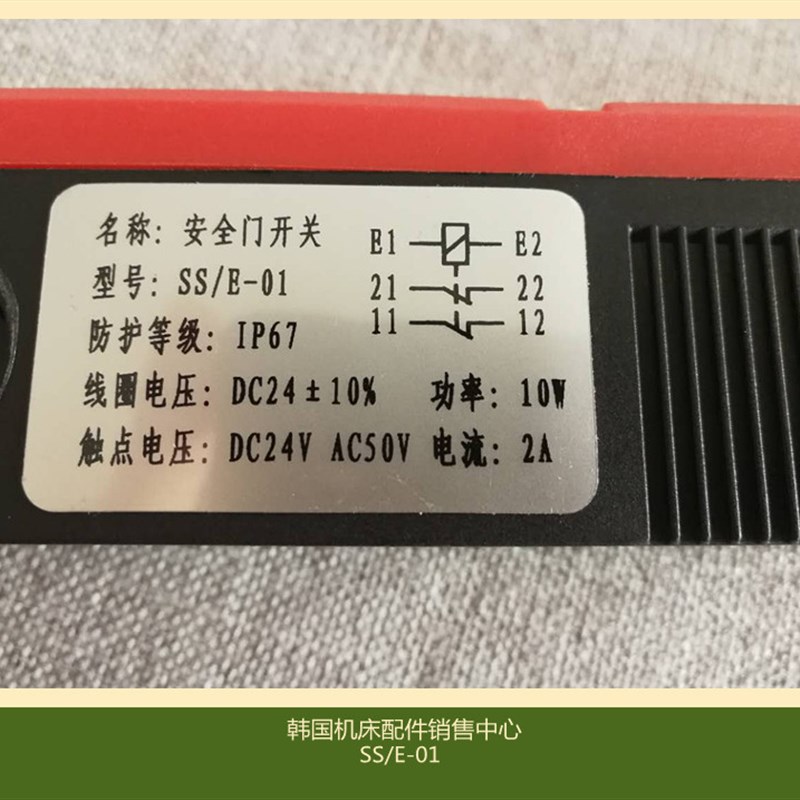 名称: 安全门开关
E1 E2
型号: SS/E-01
21 22
防护等级: IP67
11 12
线圈电压: DC24±10% 功率: 10W
触点电压: DC24V AC50V 电流: 2A
韩国机床配件销售中心
SS/E-01